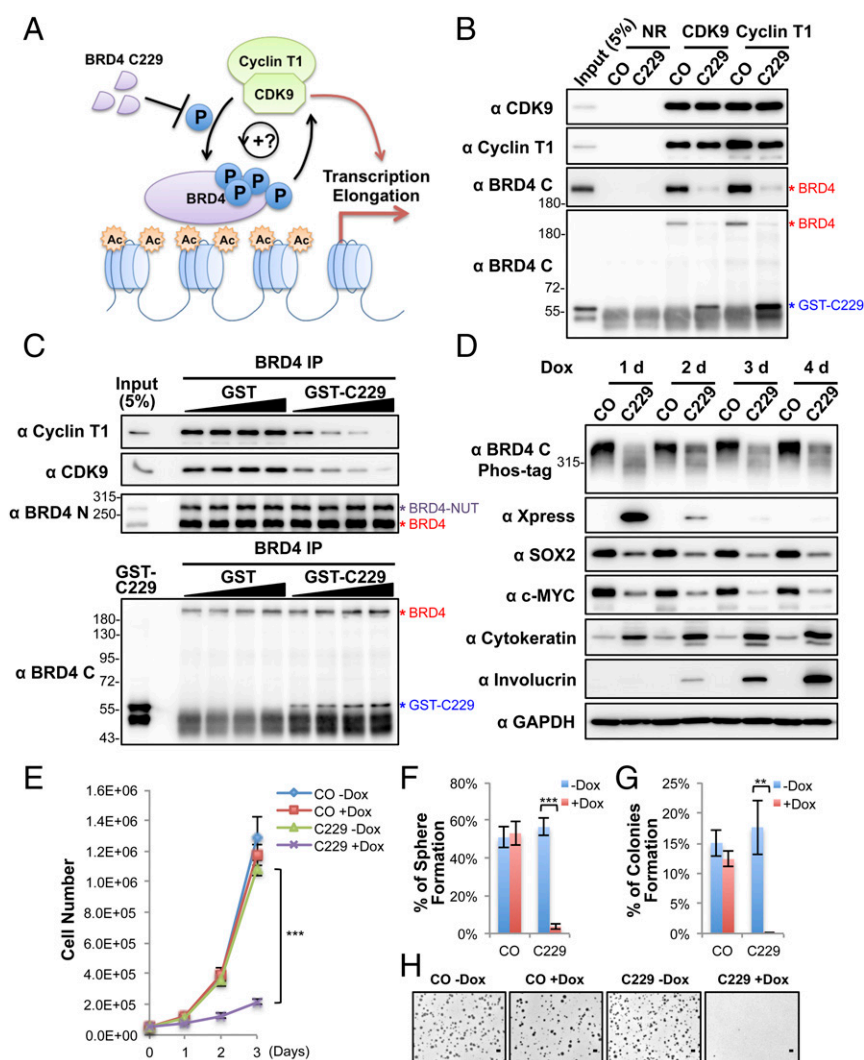 A
BRD4 C229
Cyclin T1
CDK9
P
+?
P P P P
BRD4
Transcription
Elongation
Ac Ac Ac Ac Ac Ac
B
NR CDK9 Cyclin T1
Input (5%) CO C229 CO C229 CO C229
α CDK9
α Cyclin T1
α BRD4 C
* BRD4
180-
* BRD4
180-
α BRD4 C
72-
55-
* GST-C229
C
BRD4 IP
Input
(5%)
GST GST-C229
α Cyclin T1
α CDK9
315-
α BRD4 N
250-
* BRD4-NUT
* BRD4
BRD4 IP
GST-
C229
GST GST-C229
* BRD4
180-
130-
95-
α BRD4 C
72-
55-
* GST-C229
43-
D
Dox 1 d 2 d 3 d 4 d
CO C229 CO C229 CO C229 CO C229
α BRD4 C
Phos-tag
315-
α Xpress
α SOX2
α c-MYC
α Cytokeratin
α Involucrin
α GAPDH
E
Cell Number
1.6E+06
1.4E+06
1.2E+06
1.0E+06
8.0E+05
6.0E+05
4.0E+05
2.0E+05
0.0E+00
0 1 2 3 (Days)
CO -Dox
CO +Dox
C229 -Dox
C229 +Dox
***
F
% of Sphere
Formation
80%
60%
40%
20%
0%
CO C229
***
-Dox
+Dox
G
% of Colonies
Formation
25%
20%
15%
10%
5%
0%
CO C229
**
-Dox
+Dox
H
CO -Dox CO +Dox C229 -Dox C229 +Dox